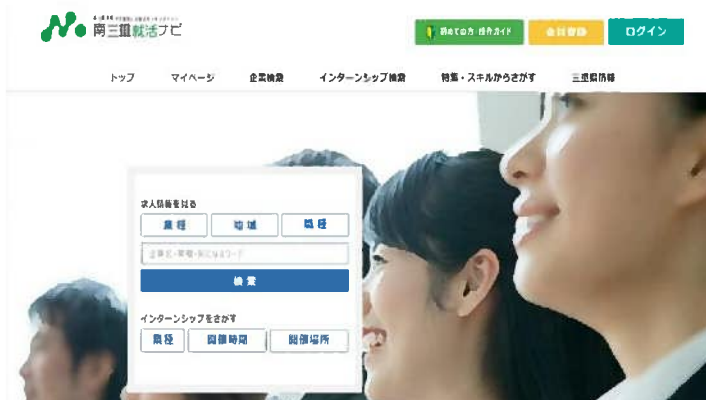 南三重就活ナビ
初めての方・操作ガイド
会員登録
ログイン
トップ
マイページ
企業検索
インターンシップ検索
特集・スキルからさがす
三重県情報
求人情報を見る
業種
地域
職種
検索
インターンシップをさがす
業種
開催時期
開催場所